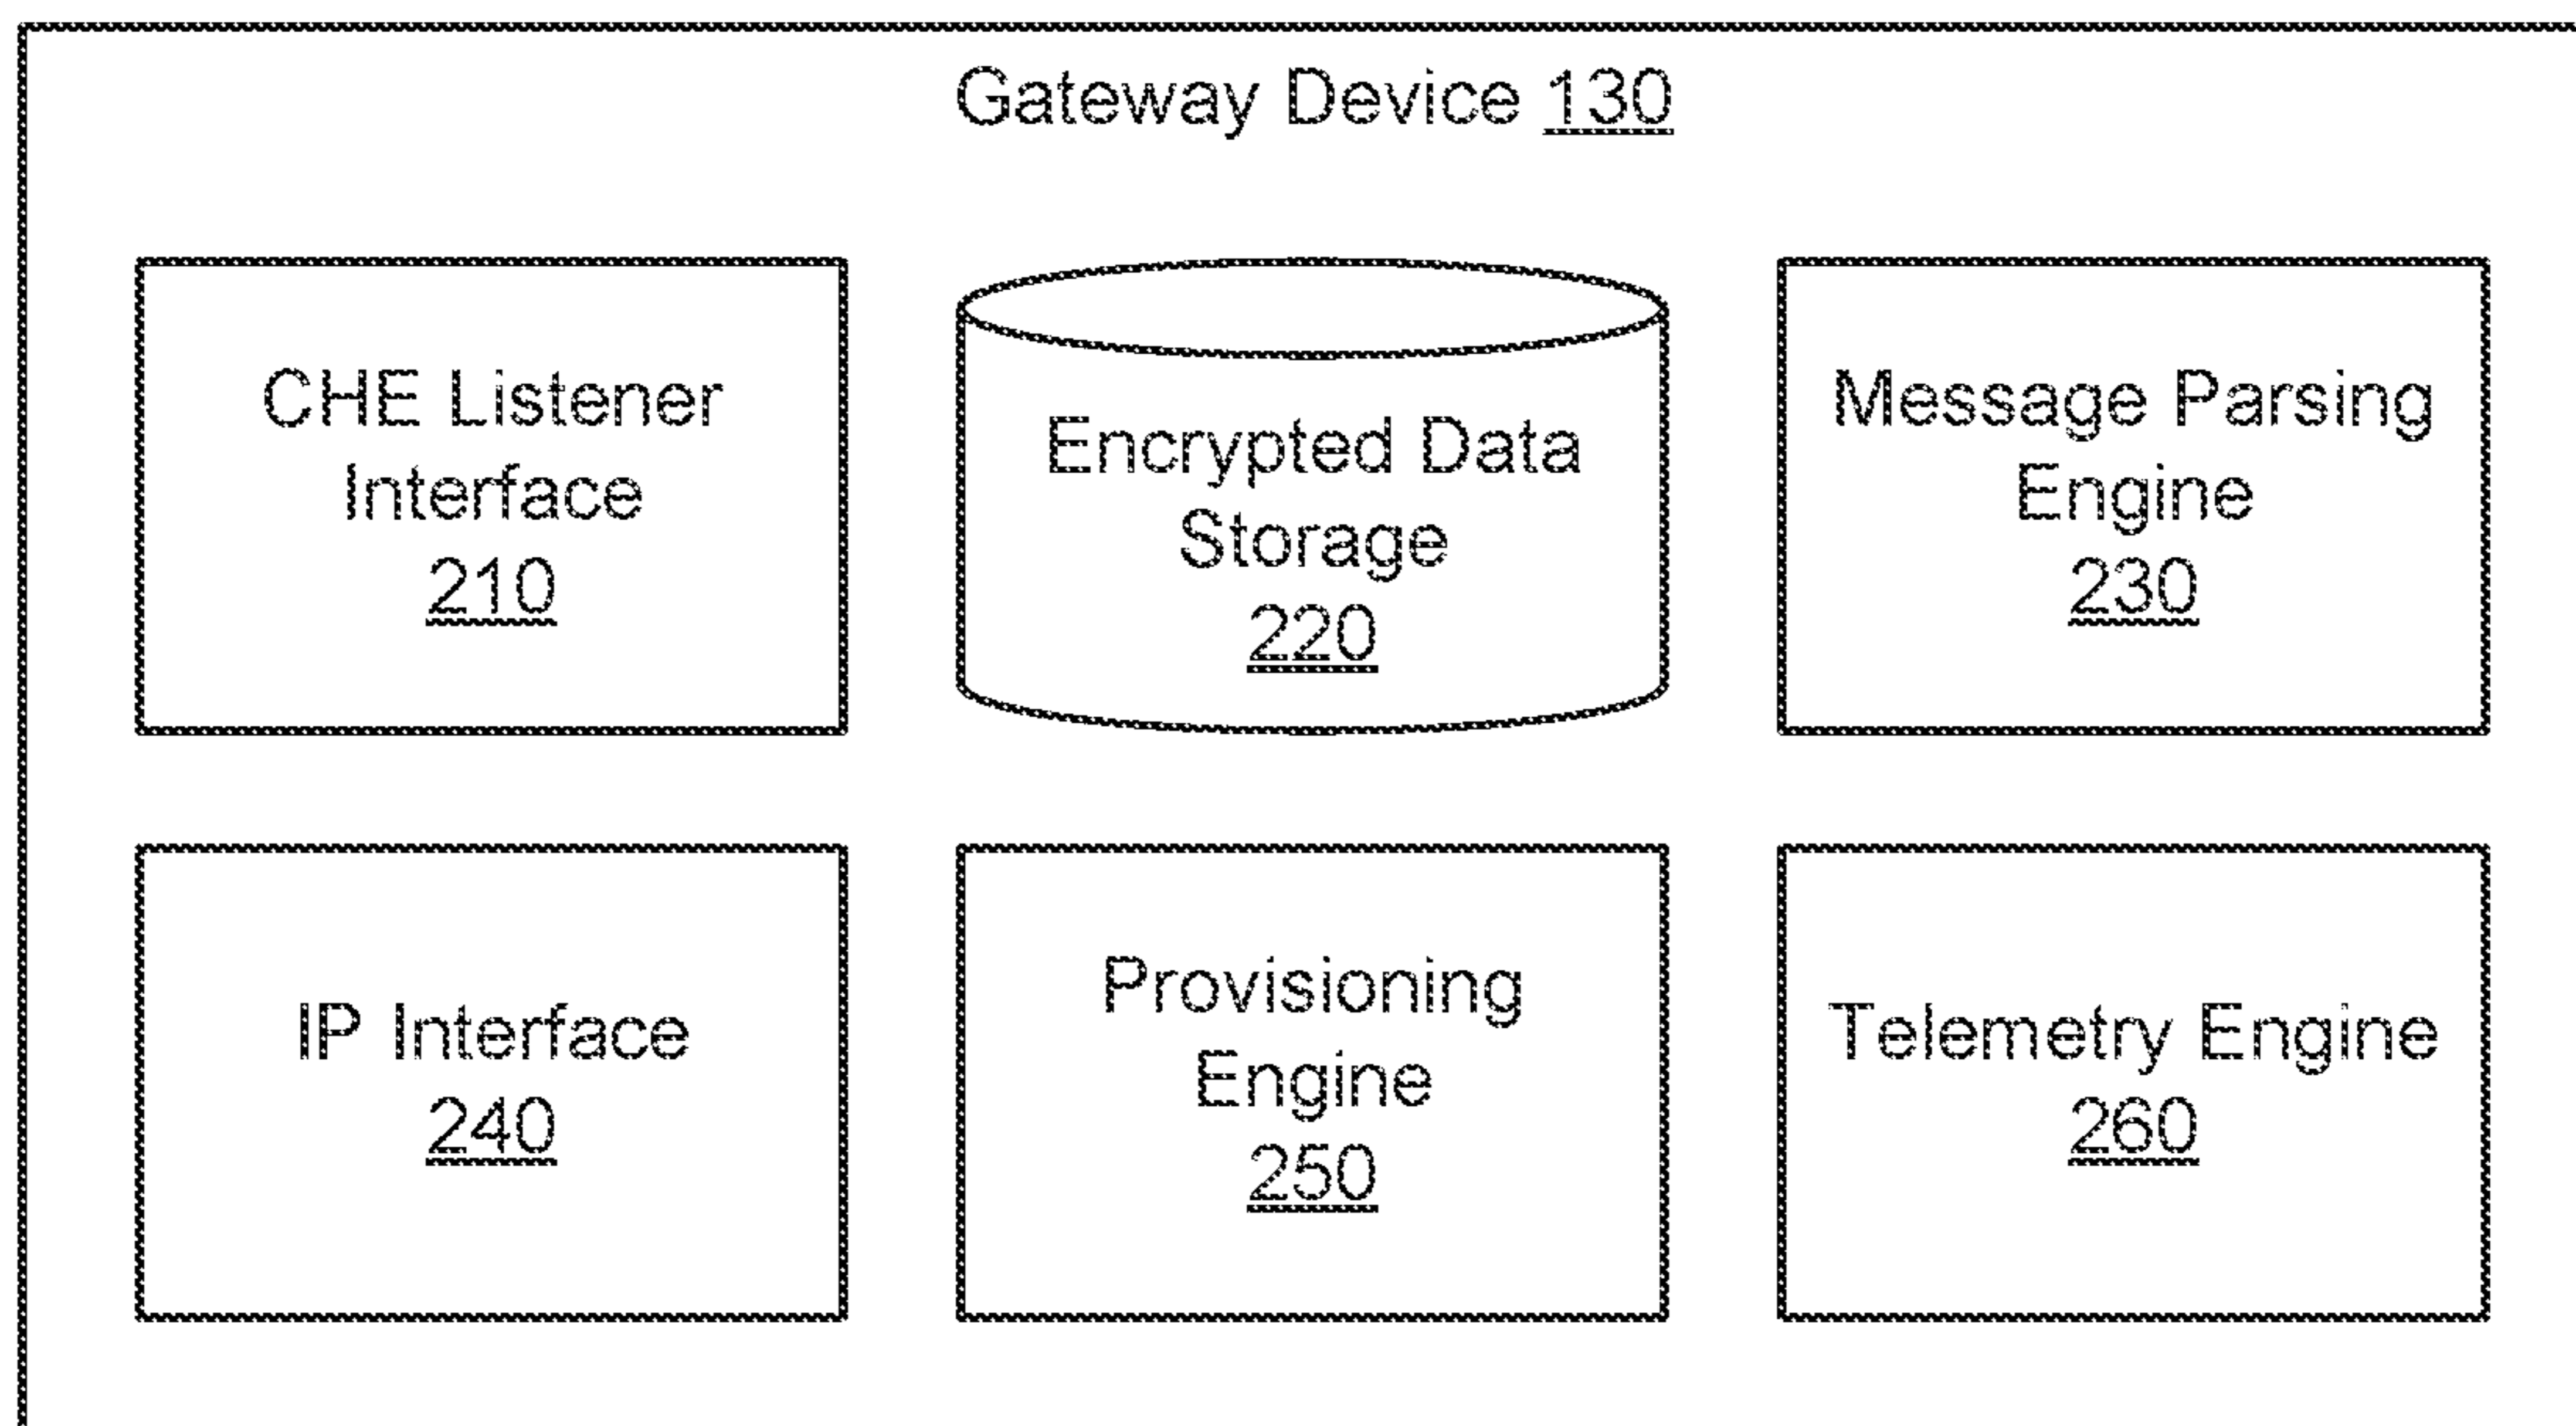 Gateway Device 130
CHE Listener
Interface
210
Encrypted Data
Storage
220
Message Parsing
Engine
230
IP Interface
240
Provisioning
Engine
250
Telemetry Engine
260